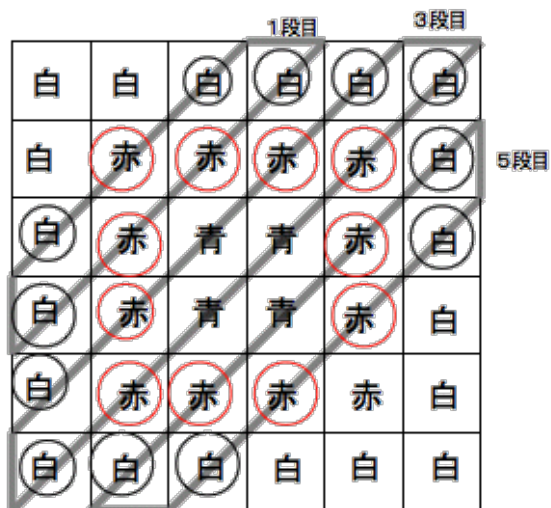 1段目 3段目
白 白 白 白 白 白
白 赤 赤 赤 赤 白 5段目
白 赤 青 青 赤 白
白 赤 青 青 赤 白
白 赤 赤 赤 赤 白
白 白 白 白 白 白